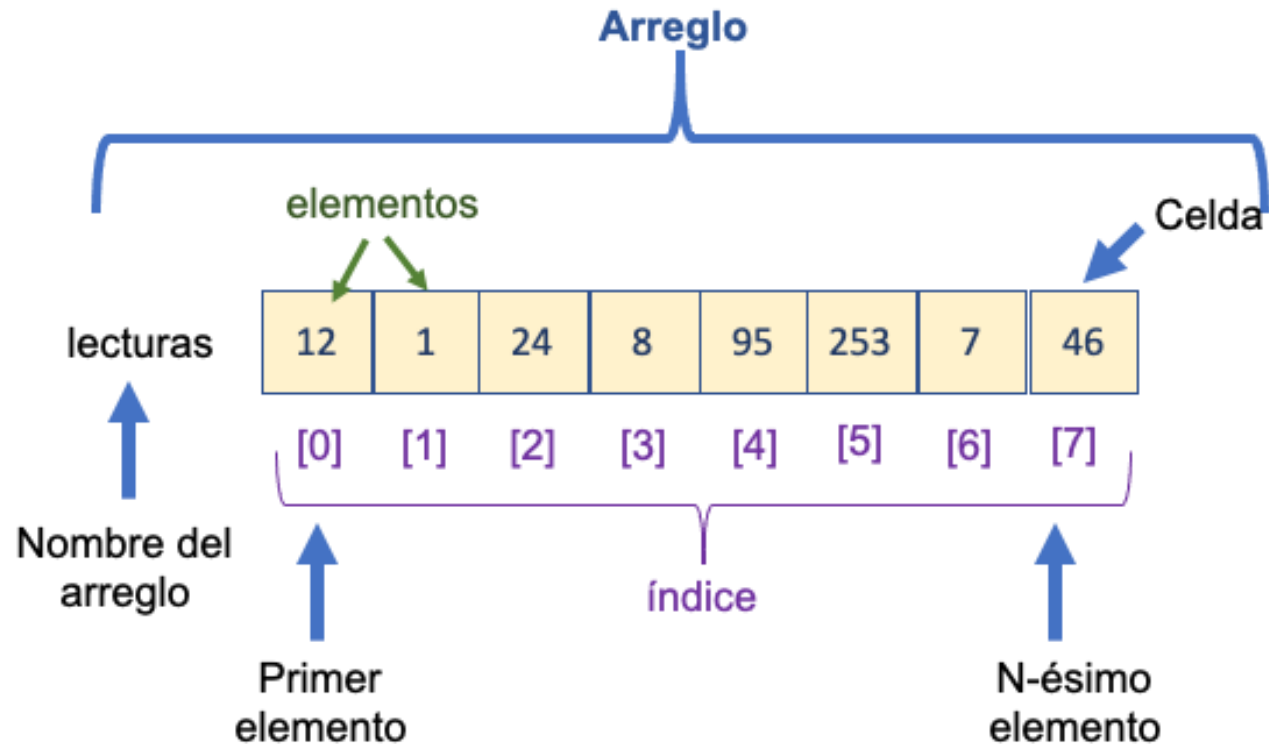 Arreglo
elementos
Celda
lecturas
12 1 24 8 95 253 7 46
[0] [1] [2] [3] [4] [5] [6] [7]
Nombre del
arreglo
índice
Primer
elemento
N-ésimo
elemento